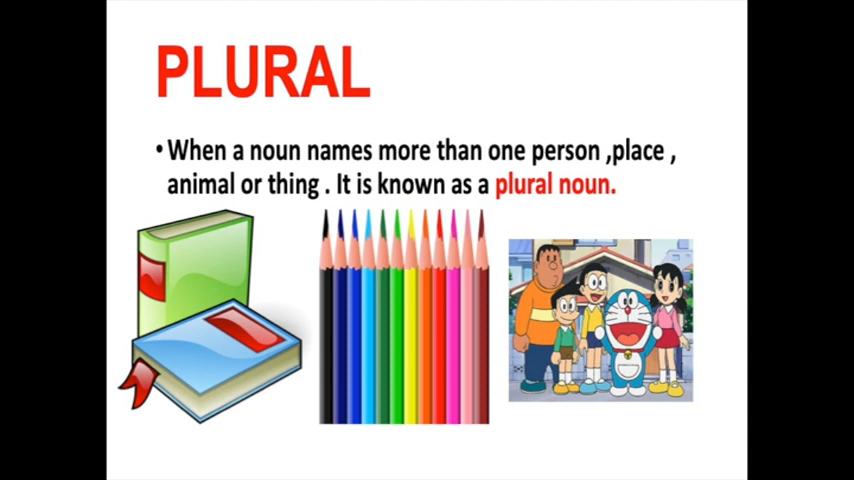 PLURAL
• When a noun names more than one person ,place ,
animal or thing . It is known as a plural noun.